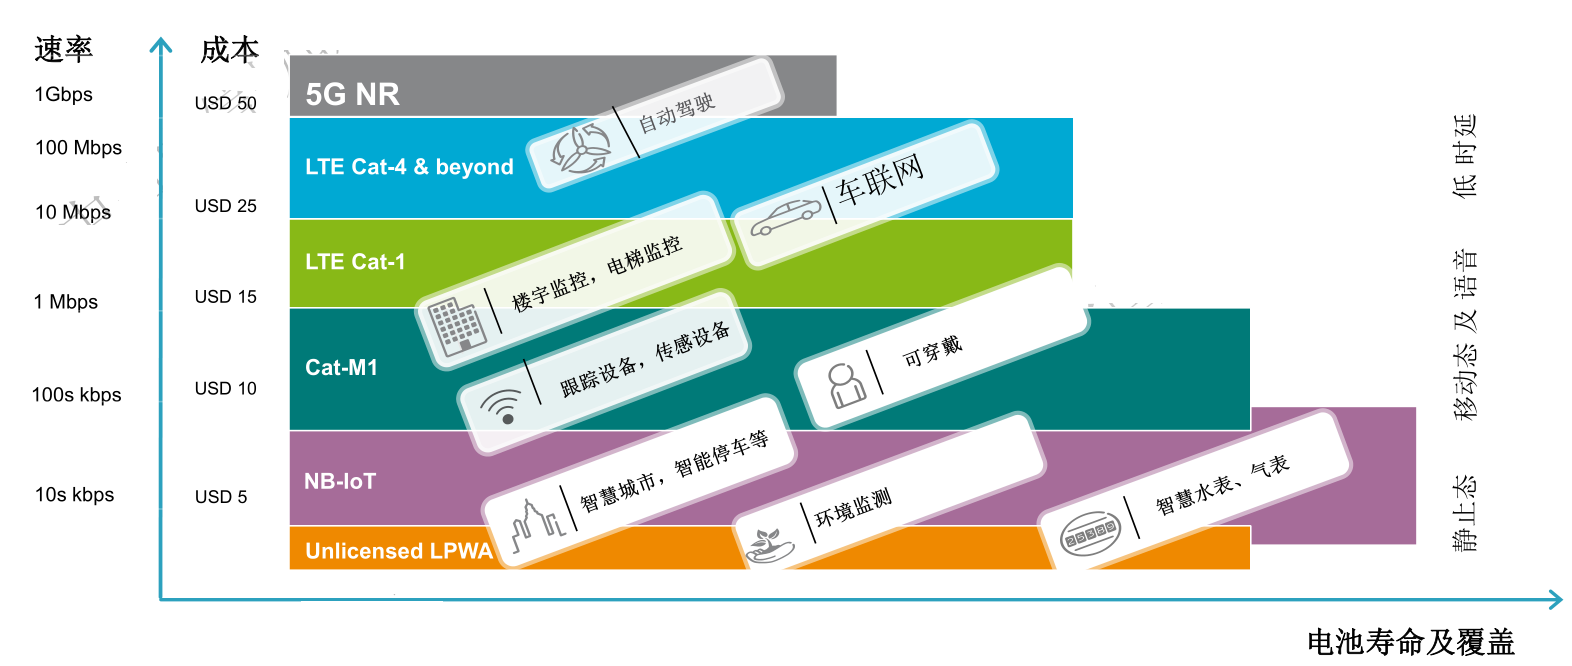 速率
成本
1Gbps
USD 50
5G NR
自动驾驶
100 Mbps
LTE Cat-4 & beyond
车联网
低时延
10 Mbps
USD 25
LTE Cat-1
楼宇监控，电梯监控
1 Mbps
USD 15
移动态及语音
Cat-M1
跟踪设备，传感设备
可穿戴
100s kbps
USD 10
NB-IoT
智慧城市，智能停车等
环境监测
智慧水表、气表
25389
静止态
10s kbps
USD 5
Unlicensed LPWA
电池寿命及覆盖